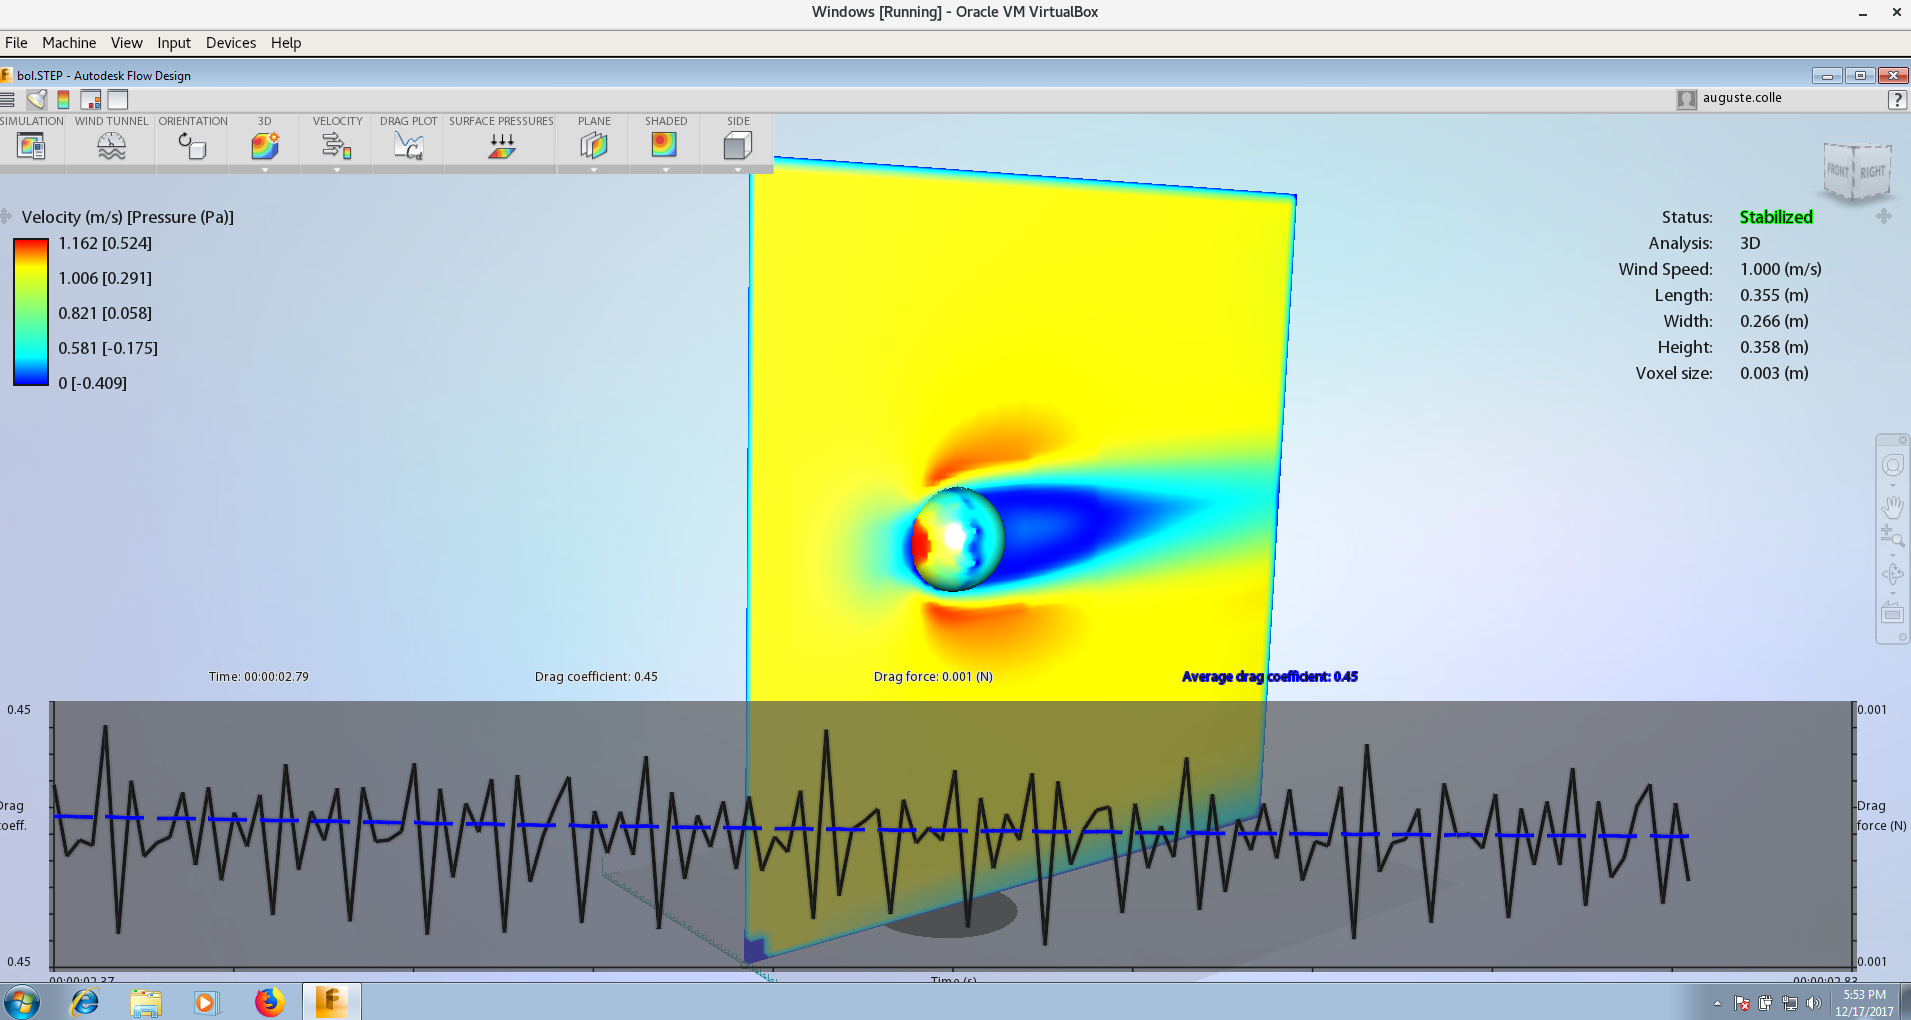 Windows [Running] - Oracle VM VirtualBox
File Machine View Input Devices Help
bol.STEP - Autodesk Flow Design
auguste.colle
?
SIMULATION WIND TUNNEL ORIENTATION 3D VELOCITY DRAG PLOT SURFACE PRESSURES PLANE SHADED SIDE
Cd
FRONT RIGHT
Velocity (m/s) [Pressure (Pa)]
1.162 [0.524]
1.006 [0.291]
0.821 [0.058]
0.581 [-0.175]
0 [-0.409]
Status: Stabilized
Analysis: 3D
Wind Speed: 1.000 (m/s)
Length: 0.355 (m)
Width: 0.266 (m)
Height: 0.358 (m)
Voxel size: 0.003 (m)
Time: 00:00:02.79 Drag coefficient: 0.45 Drag force: 0.001 (N) Average drag coefficient: 0.45
0.45
0.001
Drag
coeff.
Drag
force (N)
0.45
0.001
00:00:02.37 Time (s) 00:00:02.83
5:53 PM
12/17/2017